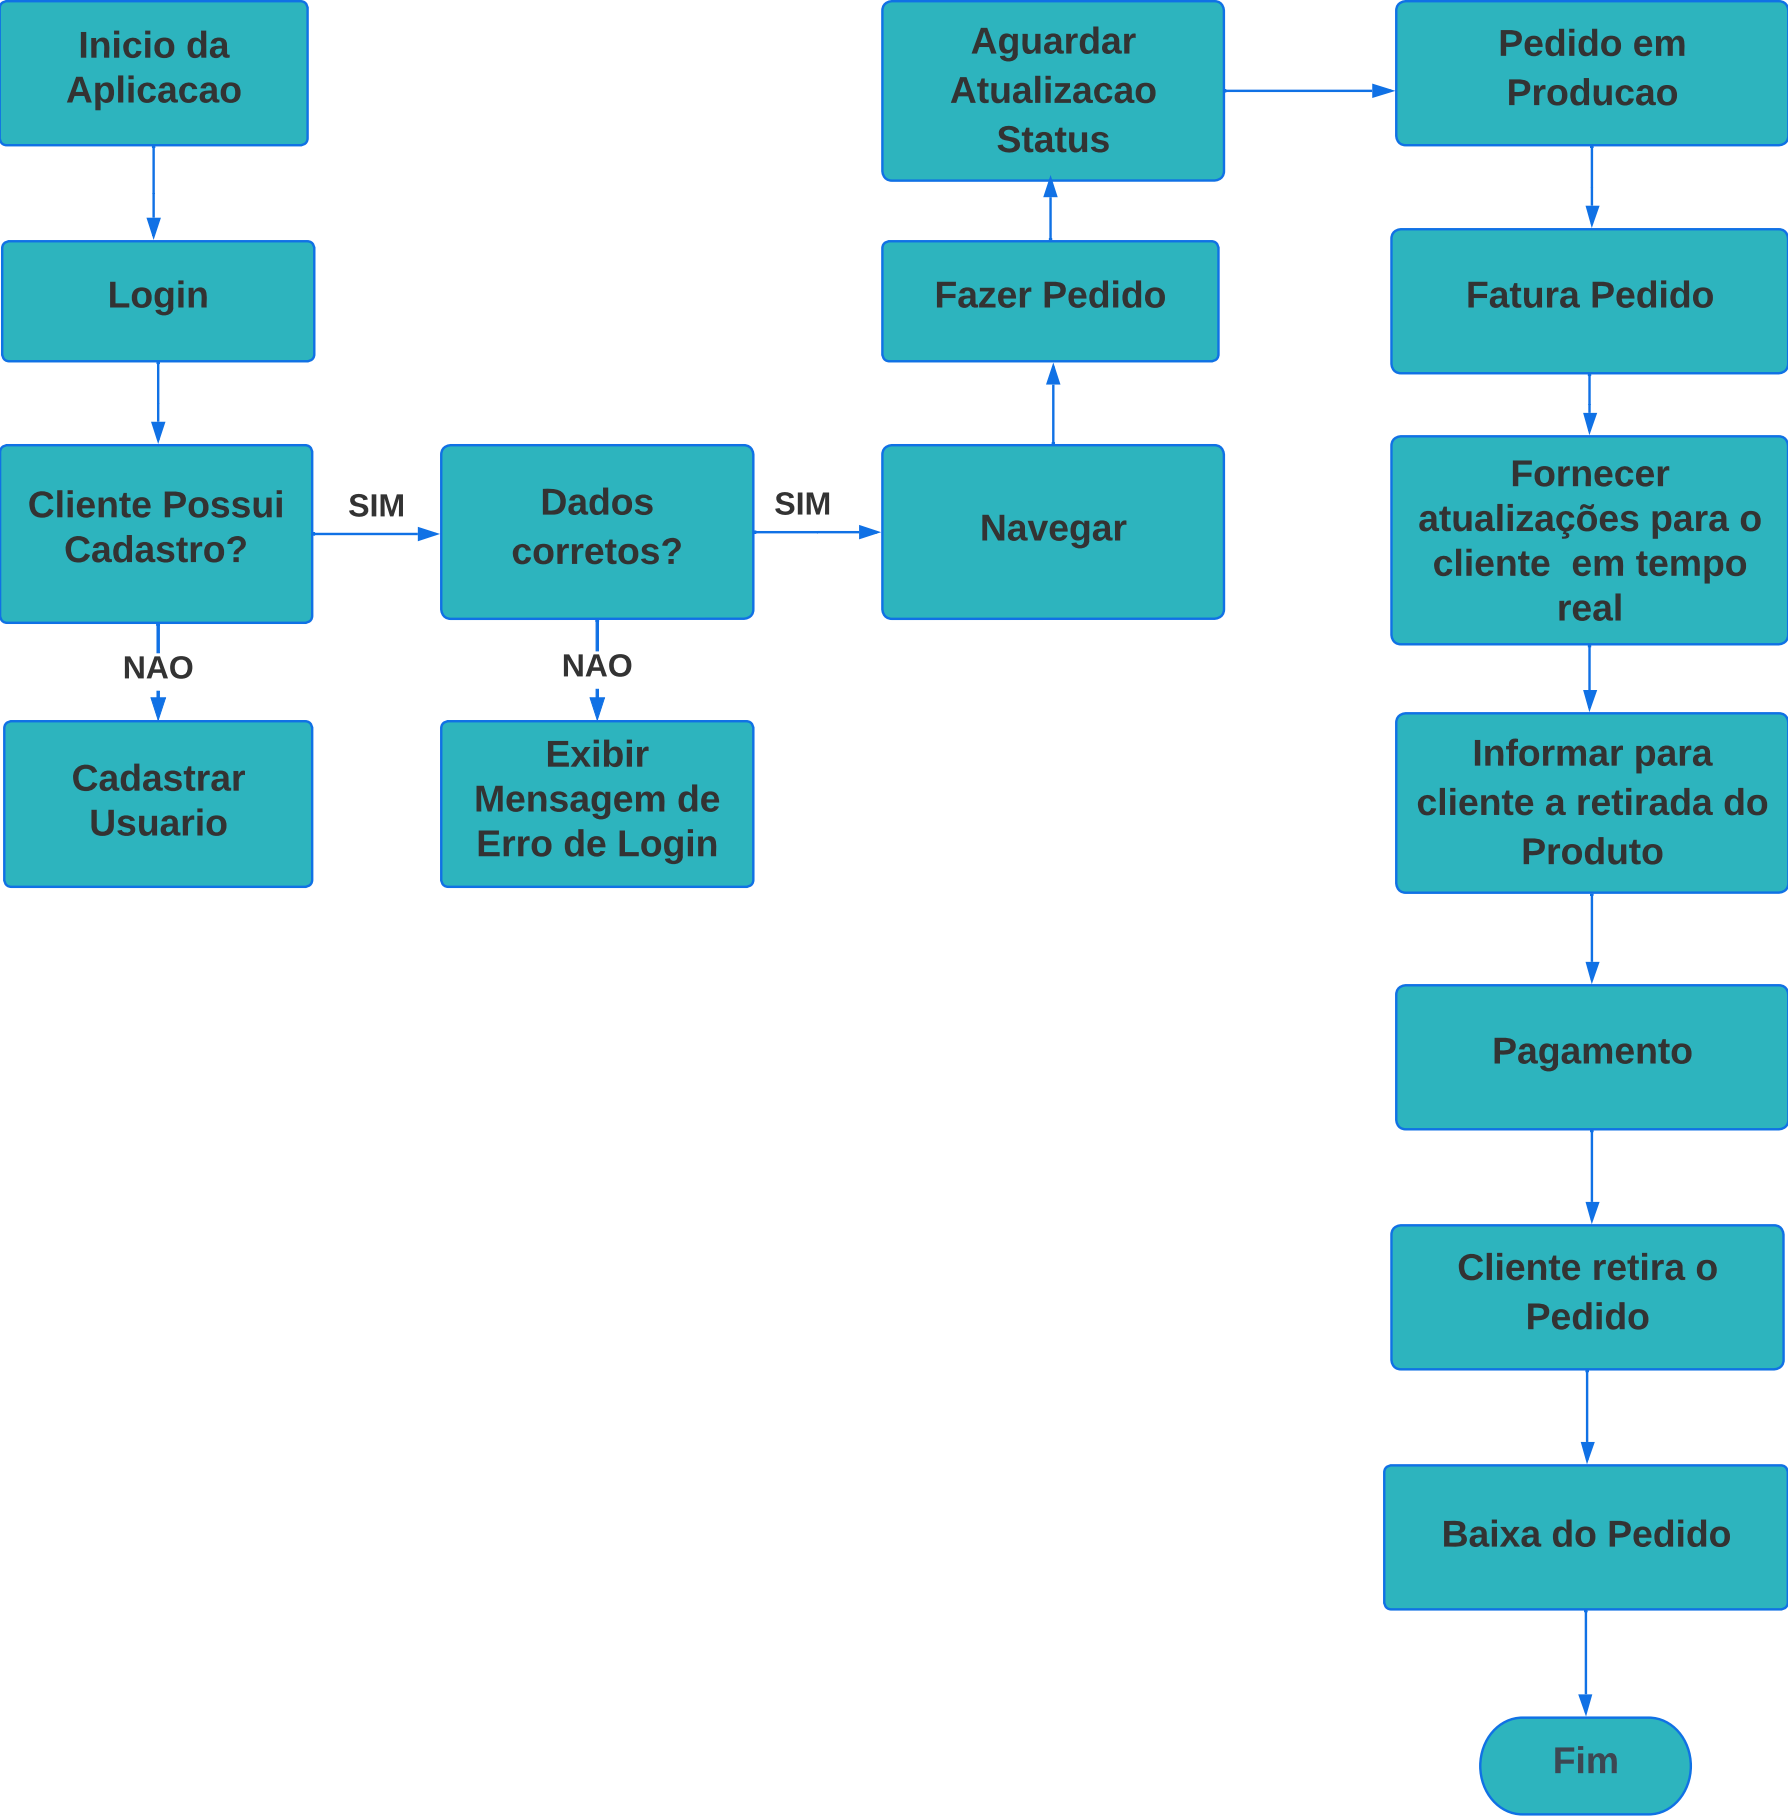 Inicio da
Aplicacao
Login
Cliente Possui
Cadastro?
SIM
NAO
Cadastrar
Usuario
Dados
corretos?
SIM
NAO
Exibir
Mensagem de
Erro de Login
Navegar
Fazer Pedido
Aguardar
Atualizacao
Status
Pedido em
Producao
Fatura Pedido
Fornecer
atualizações para o
cliente  em tempo
real
Informar para
cliente a retirada do
Produto
Pagamento
Cliente retira o
Pedido
Baixa do Pedido
Fim